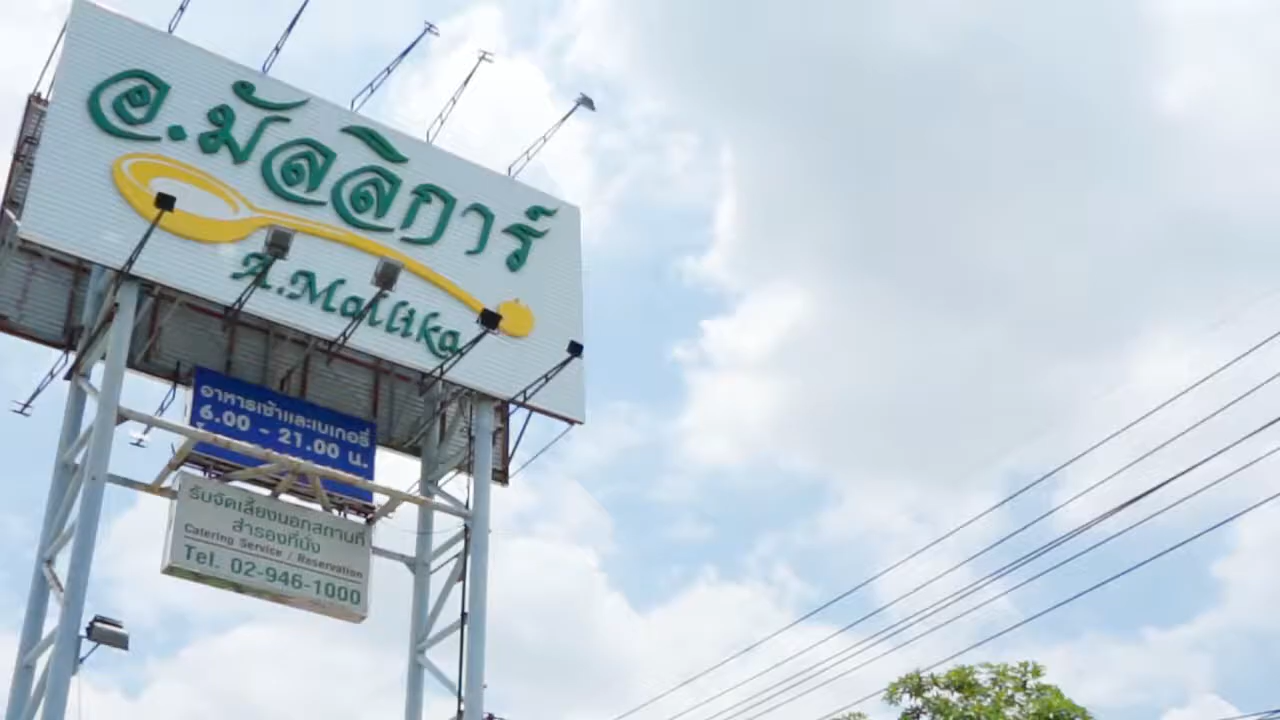 อ.มัลลิการ์
A.Mallika
อาหารเช้าและเบเกอรี่
6.00 - 21.00 น.
รับจัดเลี้ยงนอกสถานที่
สำรองที่นั่ง
Catering Service / Reservation
Tel. 02-946-1000